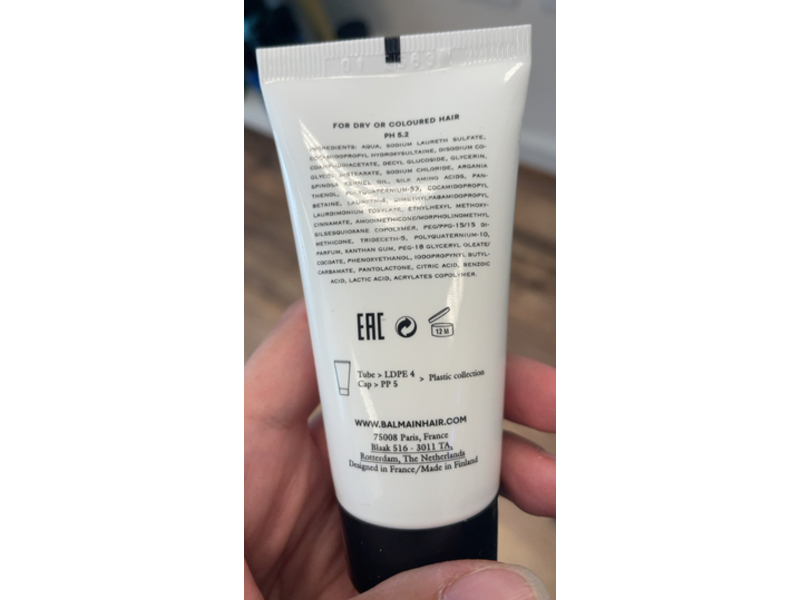 FOR DRY OR COLOURED HAIR
PH 5.2
INGREDIENTS: AQUA, SODIUM LAURETH SULFATE,
COCAMIDOPROPYL HYDROXYSULTAINE, DISODIUM CO-
COAMPHODIACETATE, DECYL GLUCOSIDE, GLYCERIN,
GLYCOL DISTEARATE, SODIUM CHLORIDE, ARGANIA
SPINOSA KERNEL OIL, SILK AMINO ACIDS, PAN-
THENOL, POLYQUATERNIUM-53, COCAMIDOPROPYL
BETAINE, LAURETH-4, DIMETHYLPABAMIDOPROPYL
LAURDIMONIUM TOSYLATE, ETHYLHEXYL METHOXY-
CINNAMATE, AMODIMETHICONE/MORPHOLINOMETHYL
SILSESQUIOXANE COPOLYMER, PEG/PPG-15/15 DI-
METHICONE, TRIDECETH-5, POLYQUATERNIUM-10,
PARFUM, XANTHAN GUM, PEG-18 GLYCERYL OLEATE/
COCOATE, PHENOXYETHANOL, IODOPROPYNYL BUTYL-
CARBAMATE, PANTOLACTONE, CITRIC ACID, BENZOIC
ACID, LACTIC ACID, ACRYLATES COPOLYMER.
EAC
12 M
Tube > LDPE 4
Cap > PP 5
> Plastic collection
WWW.BALMAINHAIR.COM
75008 Paris, France
Blaak 516 - 3011 TA,
Rotterdam, The Netherlands
Designed in France/Made in Finland